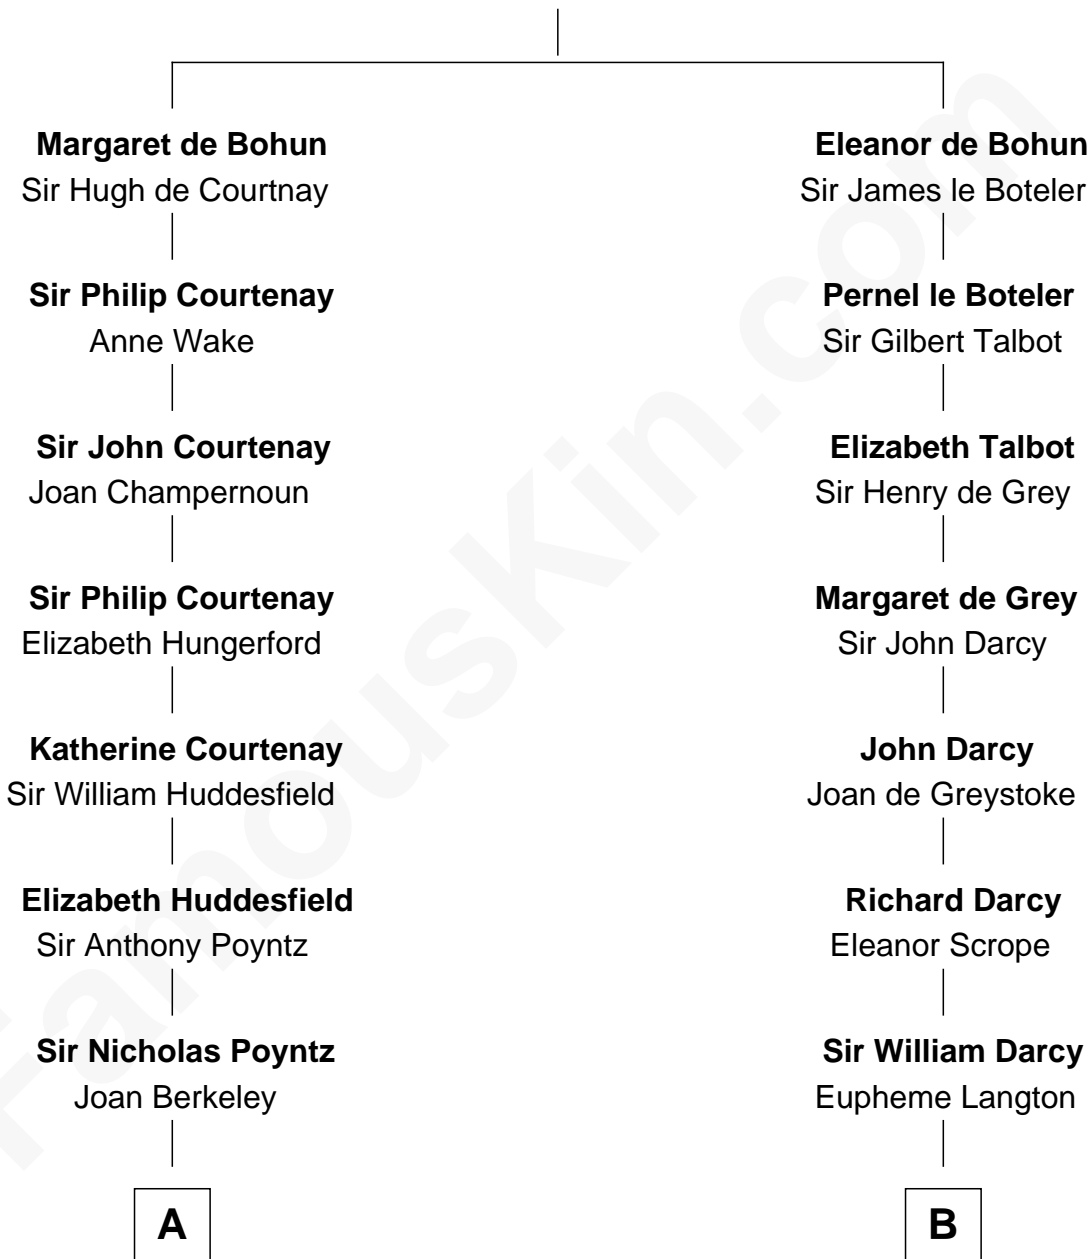 Margaret de Bohun
Sir Hugh de Courtnay
Eleanor de Bohun
Sir James le Boteler
Sir Philip Courtenay
Anne Wake
Pernel le Boteler
Sir Gilbert Talbot
Sir John Courtenay
Joan Champernoun
Elizabeth Talbot
Sir Henry de Grey
Sir Philip Courtenay
Elizabeth Hungerford
Margaret de Grey
Sir John Darcy
Katherine Courtenay
Sir William Huddesfield
John Darcy
Joan de Greystoke
Elizabeth Huddesfield
Sir Anthony Poyntz
Richard Darcy
Eleanor Scrope
Sir Nicholas Poyntz
Joan Berkeley
Sir William Darcy
Eupheme Langton
A
B
FamousKin.com